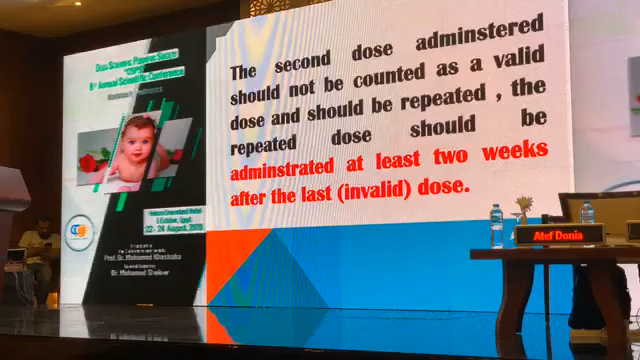 8th Annual Scientific Conference
22 - 24 August, 2019
Prof. Dr. Mohamed Khashaba
Dr. Mohamed Shokeer
The second dose adminstered
should not be counted as a valid
dose and should be repeated , the
repeated dose should be
adminstrated at least two weeks
after the last (invalid) dose.
Atef Donia